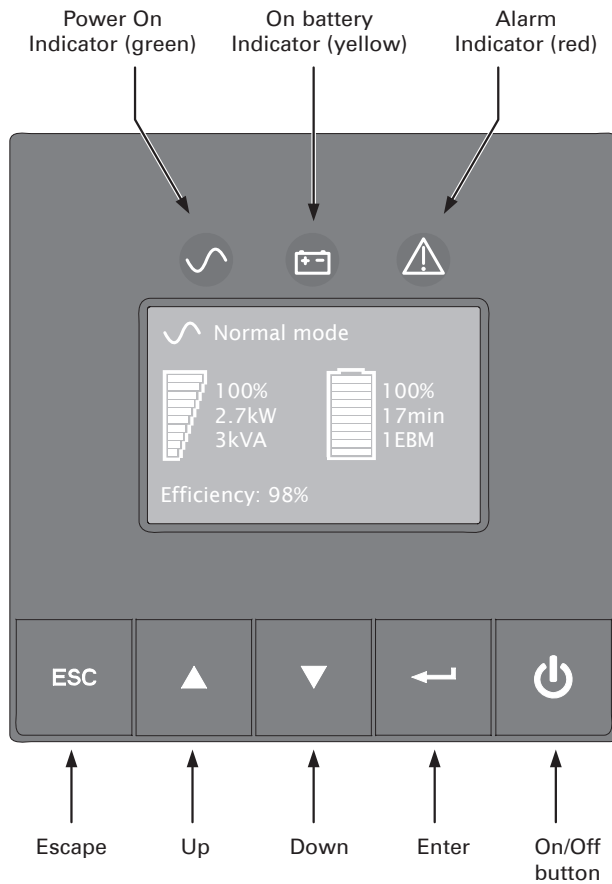 Power On
Indicator (green)
On battery
Indicator (yellow)
Alarm
Indicator (red)
Normal mode
100%
2.7kW
3kVA
100%
17min
1EBM
Efficiency: 98%
ESC
Escape
Up
Down
Enter
On/Off
button